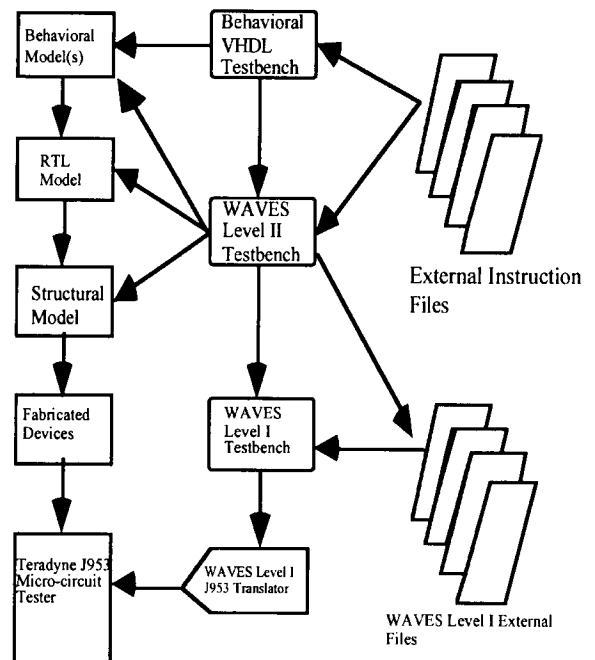 Behavioral
Model(s)
Behavioral
VHDL
Testbench
RTL
Model
WAVES
Level II
Testbench
External Instruction
Files
Structural
Model
Fabricated
Devices
WAVES
Level I
Testbench
Teradyne J953
Micro-circuit
Tester
WAVES Level I
J953 Translator
WAVES Level I External
Files